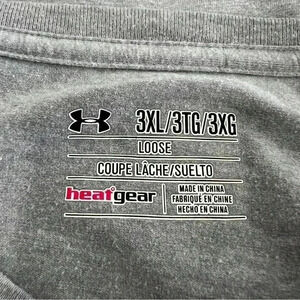 3XL/3TG/3XG
LOOSE
COUPE LÂCHE/SUELTO
heatgear
MADE IN CHINA
FABRIQUÉ EN CHINE
HECHO EN CHINA